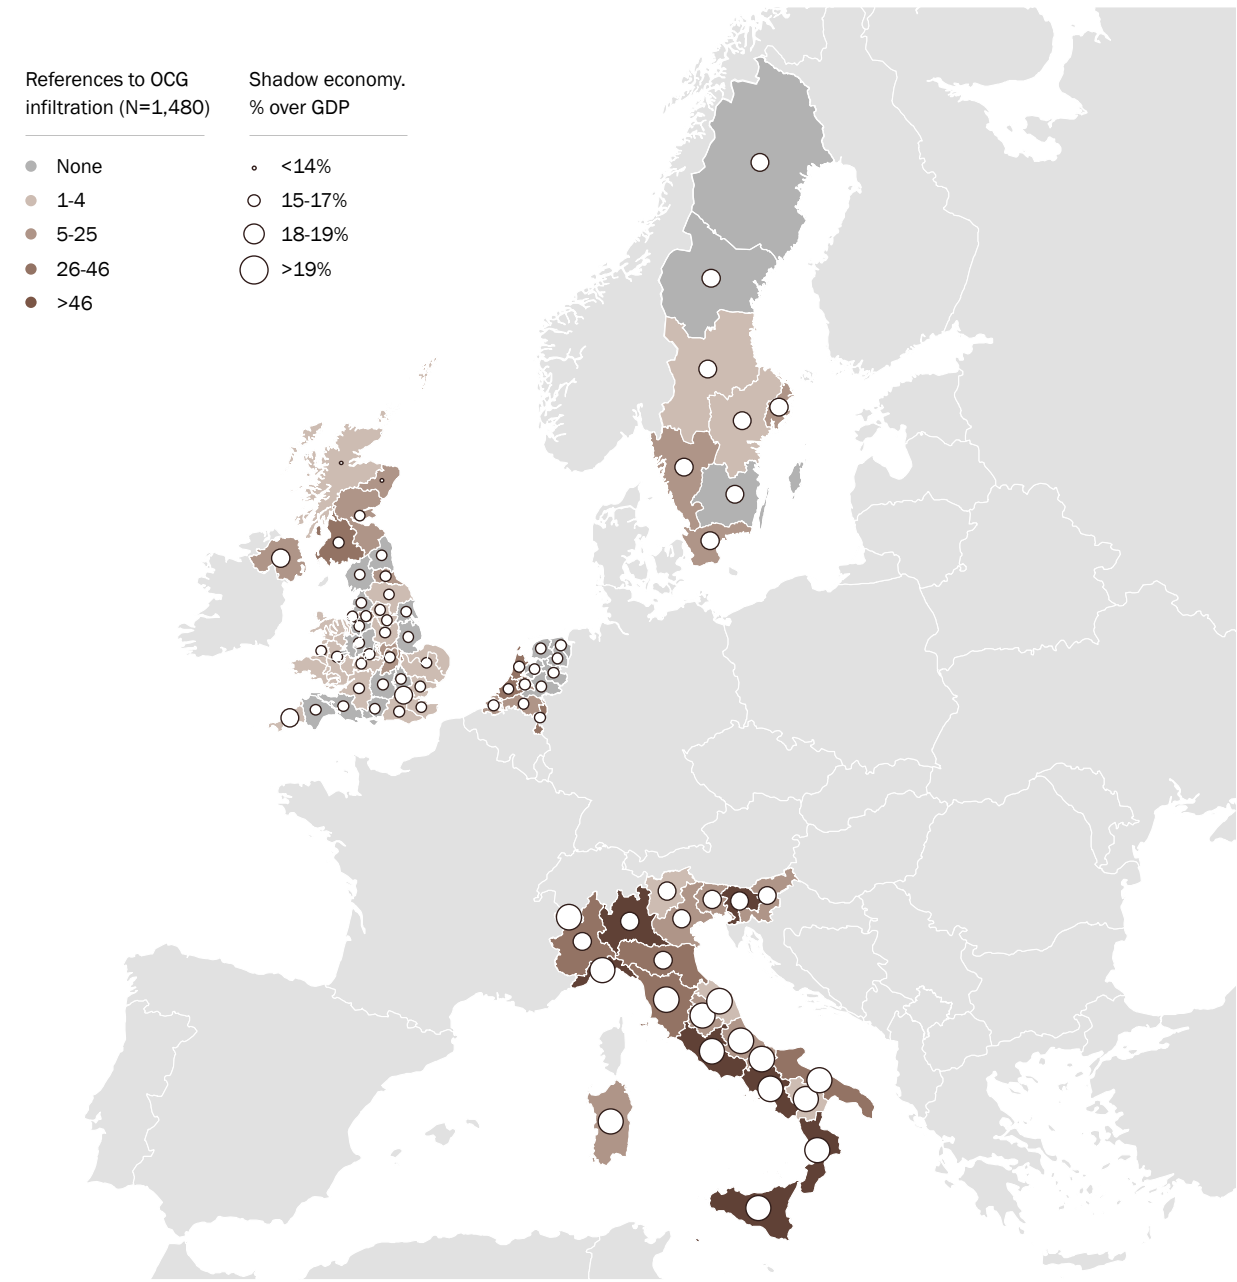 References to OCG
infiltration (N=1,480)
None
1-4
5-25
26-46
>46
Shadow economy.
% over GDP
<14%
15-17%
18-19%
>19%